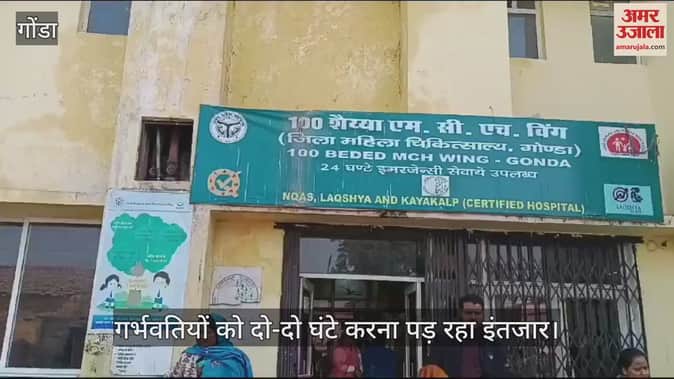 गोंडा
अमर
उजाला
amarujala.com
100 शैय्या एम. सी. एच. विंग
(जिला महिला चिकित्सालय, गोण्डा)
100 BEDED MCH WING - GONDA
24 घण्टे इमरजेन्सी सेवाये उपलब्ध
NQAS, LAQSHYA AND KAYAKALP (CERTIFIED HOSPITAL)
LAQSHYA
गर्भवतियों को दो-दो घंटे करना पड़ रहा इंतजार।